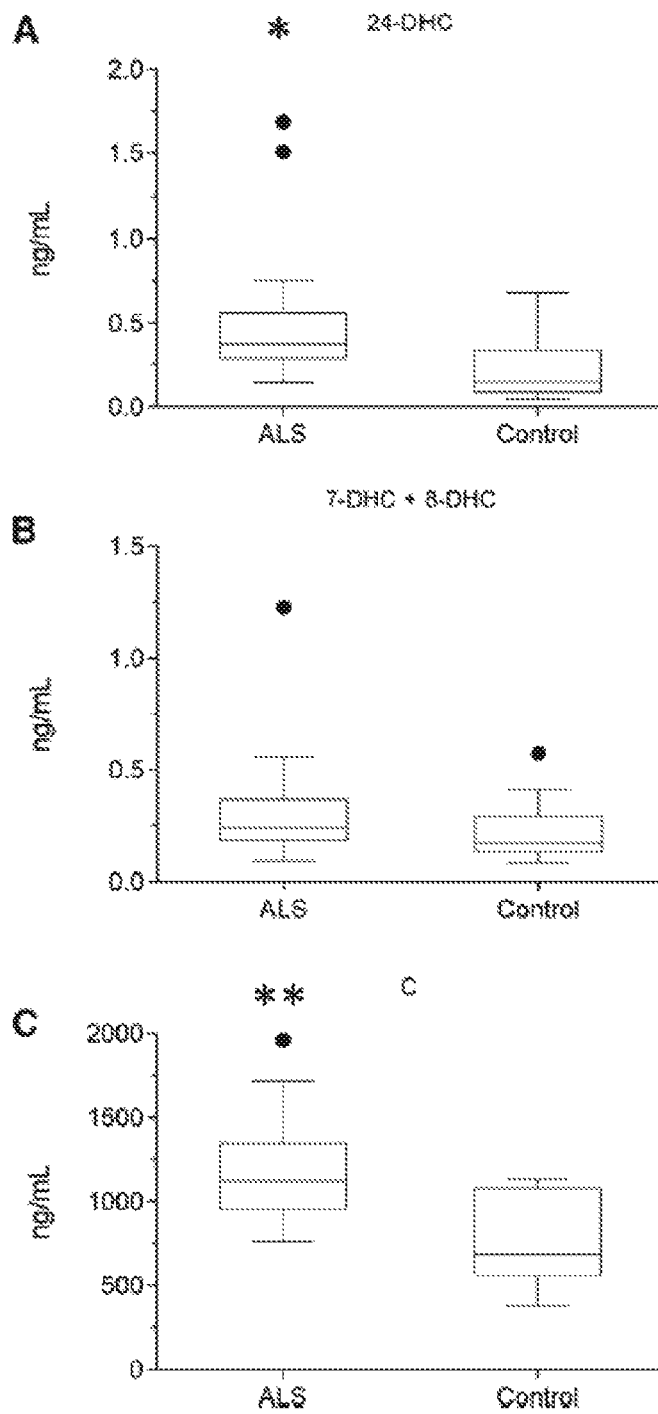 A
* 24-DHC
2.0
1.5
1.0
0.5
0.0
ng/mL
ALS Control
B
7-DHC + 8-DHC
1.5
1.0
0.5
0.0
ng/mL
ALS Control
C
** C
2000
1500
1000
500
0
ng/mL
ALS Control